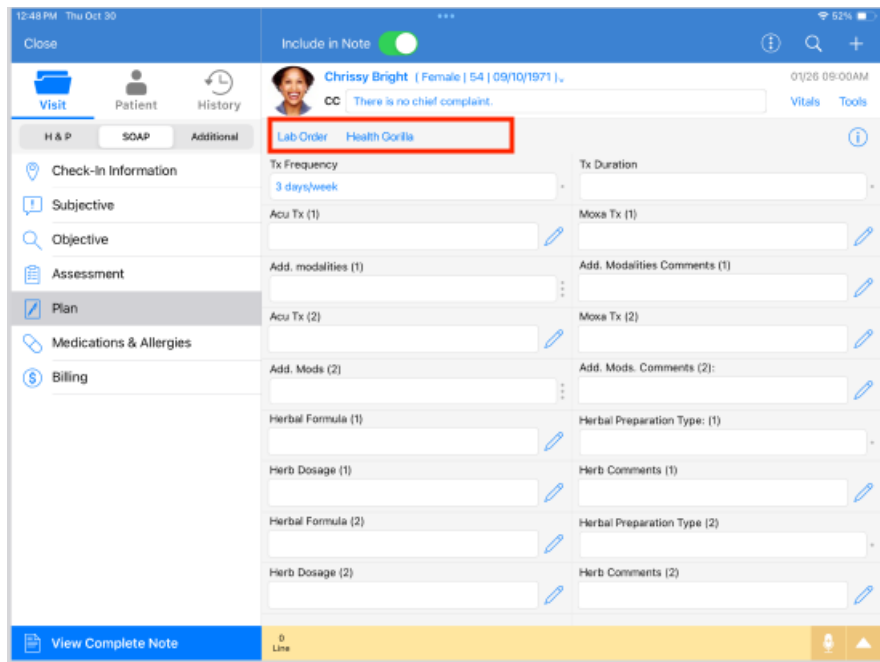 12:48 PM Thu Oct 30
52%
Close
Include in Note
Visit
Patient
History
Chrissy Bright ( Female | 54 | 09/10/1971 )
01/26 09:00AM
CC There is no chief complaint.
Vitals Tools
H & P SOAP Additional
Lab Order Health Gorilla
Check-In Information
Subjective
Objective
Assessment
Plan
Medications & Allergies
Billing
Tx Frequency
Tx Duration
3 days/week
Acu Tx (1)
Moxa Tx (1)
Add. modalities (1)
Add. Modalities Comments (1)
Acu Tx (2)
Moxa Tx (2)
Add. Mods (2)
Add. Mods. Comments (2):
Herbal Formula (1)
Herbal Preparation Type: (1)
Herb Dosage (1)
Herb Comments (1)
Herbal Formula (2)
Herbal Preparation Type (2)
Herb Dosage (2)
Herb Comments (2)
View Complete Note
D
Line